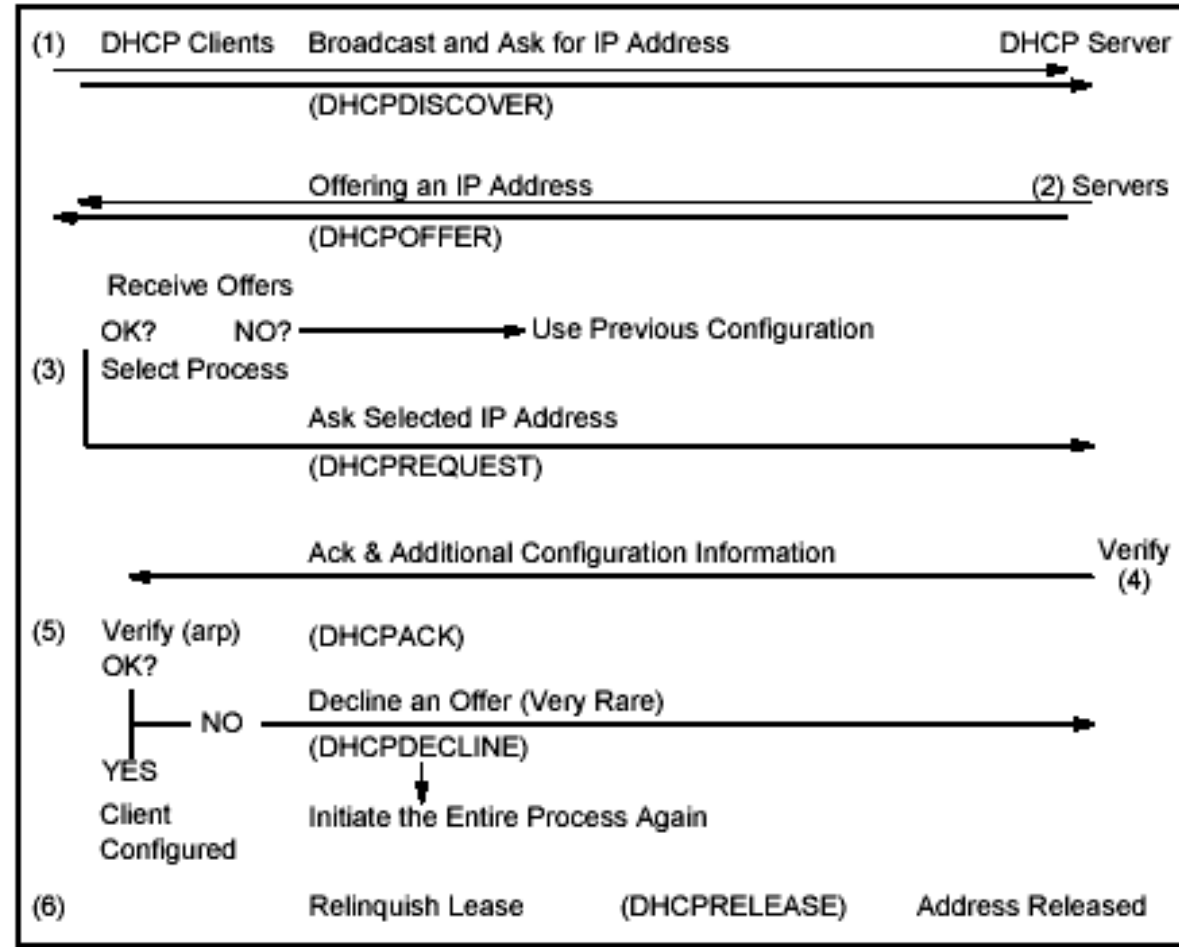 (1) DHCP Clients Broadcast and Ask for IP Address DHCP Server
(DHCPDISCOVER)
Offering an IP Address (2) Servers
(DHCPOFFER)
Receive Offers
OK? NO? Use Previous Configuration
(3) Select Process
Ask Selected IP Address
(DHCPREQUEST)
Ack & Additional Configuration Information Verify
(4)
(5) Verify (arp) (DHCPACK)
OK?
Decline an Offer (Very Rare)
NO
(DHCPDECLINE)
YES
Client Initiate the Entire Process Again
Configured
(6) Relinquish Lease (DHCPRELEASE) Address Released